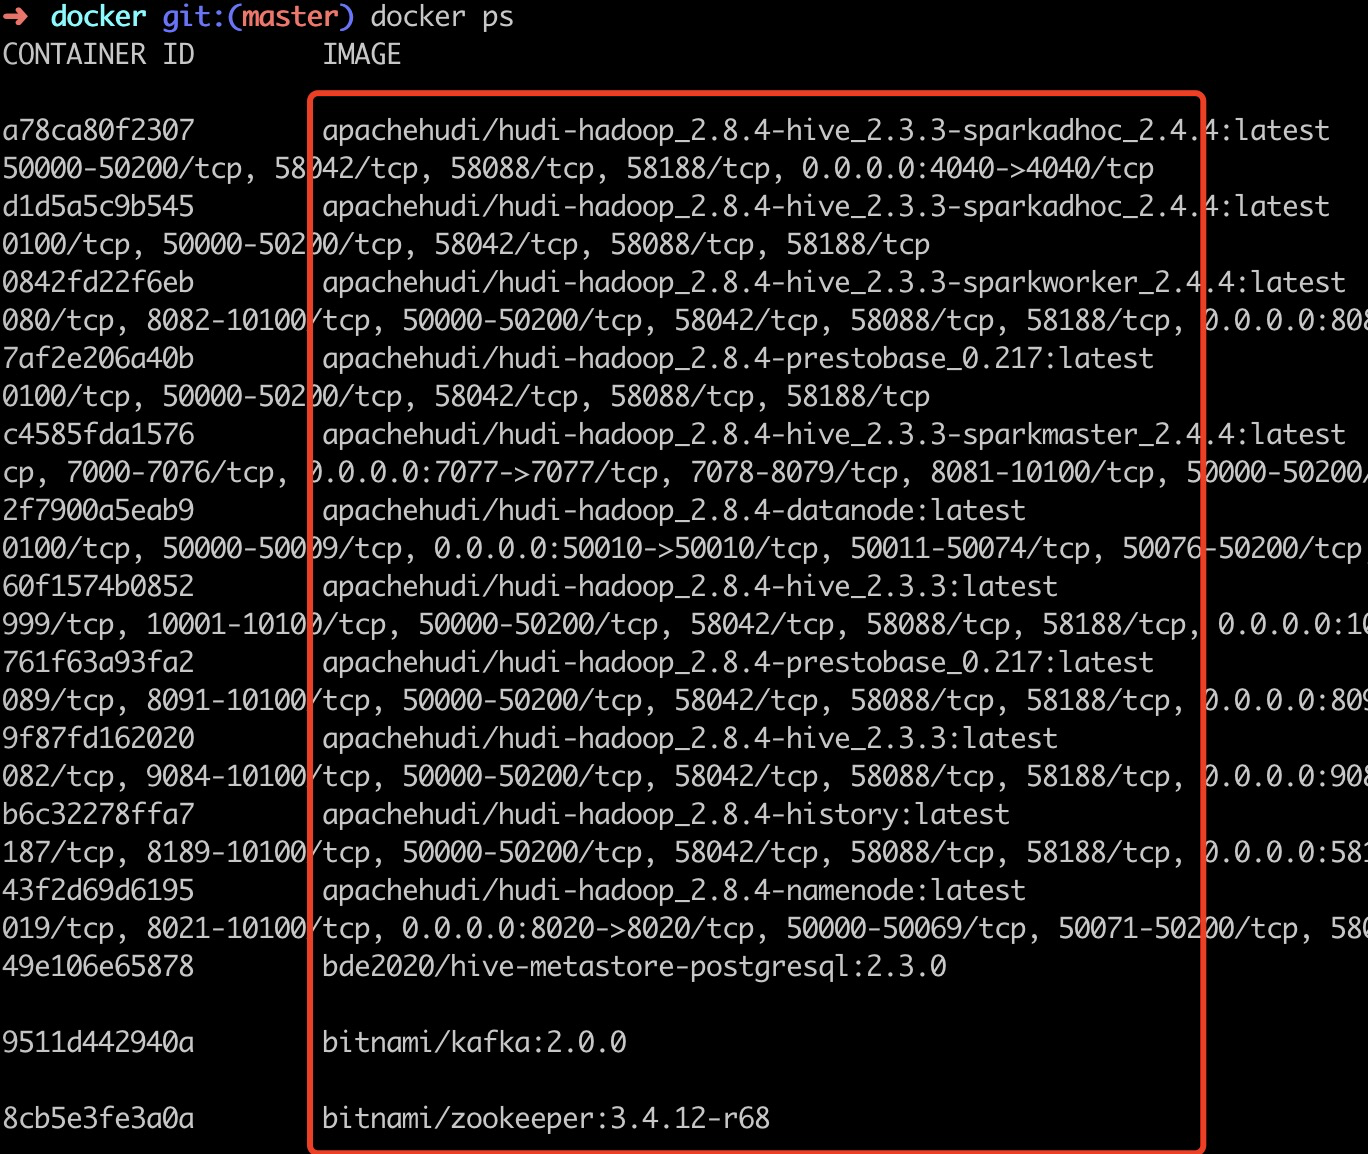 ➜ docker git:(master) docker ps
CONTAINER ID IMAGE
a78ca80f2307 apachehudi/hudi-hadoop_2.8.4-hive_2.3.3-sparkadhoc_2.4.4:latest
50000-50200/tcp, 58042/tcp, 58088/tcp, 58188/tcp, 0.0.0.0:4040->4040/tcp
d1d5a5c9b545 apachehudi/hudi-hadoop_2.8.4-hive_2.3.3-sparkadhoc_2.4.4:latest
0100/tcp, 50000-50200/tcp, 58042/tcp, 58088/tcp, 58188/tcp
0842fd22f6eb apachehudi/hudi-hadoop_2.8.4-hive_2.3.3-sparkworker_2.4.4:latest
080/tcp, 8082-10100/tcp, 50000-50200/tcp, 58042/tcp, 58088/tcp, 58188/tcp, 0.0.0.0:808
7af2e206a40b apachehudi/hudi-hadoop_2.8.4-prestobase_0.217:latest
0100/tcp, 50000-50200/tcp, 58042/tcp, 58088/tcp, 58188/tcp
c4585fda1576 apachehudi/hudi-hadoop_2.8.4-hive_2.3.3-sparkmaster_2.4.4:latest
cp, 7000-7076/tcp, 0.0.0.0:7077->7077/tcp, 7078-8079/tcp, 8081-10100/tcp, 50000-50200/
2f7900a5eab9 apachehudi/hudi-hadoop_2.8.4-datanode:latest
0100/tcp, 50000-50009/tcp, 0.0.0.0:50010->50010/tcp, 50011-50074/tcp, 50076-50200/tcp,
60f1574b0852 apachehudi/hudi-hadoop_2.8.4-hive_2.3.3:latest
999/tcp, 10001-10100/tcp, 50000-50200/tcp, 58042/tcp, 58088/tcp, 58188/tcp, 0.0.0.0:10
761f63a93fa2 apachehudi/hudi-hadoop_2.8.4-prestobase_0.217:latest
089/tcp, 8091-10100/tcp, 50000-50200/tcp, 58042/tcp, 58088/tcp, 58188/tcp, 0.0.0.0:809
9f87fd162020 apachehudi/hudi-hadoop_2.8.4-hive_2.3.3:latest
082/tcp, 9084-10100/tcp, 50000-50200/tcp, 58042/tcp, 58088/tcp, 58188/tcp, 0.0.0.0:908
b6c32278ffa7 apachehudi/hudi-hadoop_2.8.4-history:latest
187/tcp, 8189-10100/tcp, 50000-50200/tcp, 58042/tcp, 58088/tcp, 58188/tcp, 0.0.0.0:581
43f2d69d6195 apachehudi/hudi-hadoop_2.8.4-namenode:latest
019/tcp, 8021-10100/tcp, 0.0.0.0:8020->8020/tcp, 50000-50069/tcp, 50071-50200/tcp, 580
49e106e65878 bde2020/hive-metastore-postgresql:2.3.0
9511d442940a bitnami/kafka:2.0.0
8cb5e3fe3a0a bitnami/zookeeper:3.4.12-r68